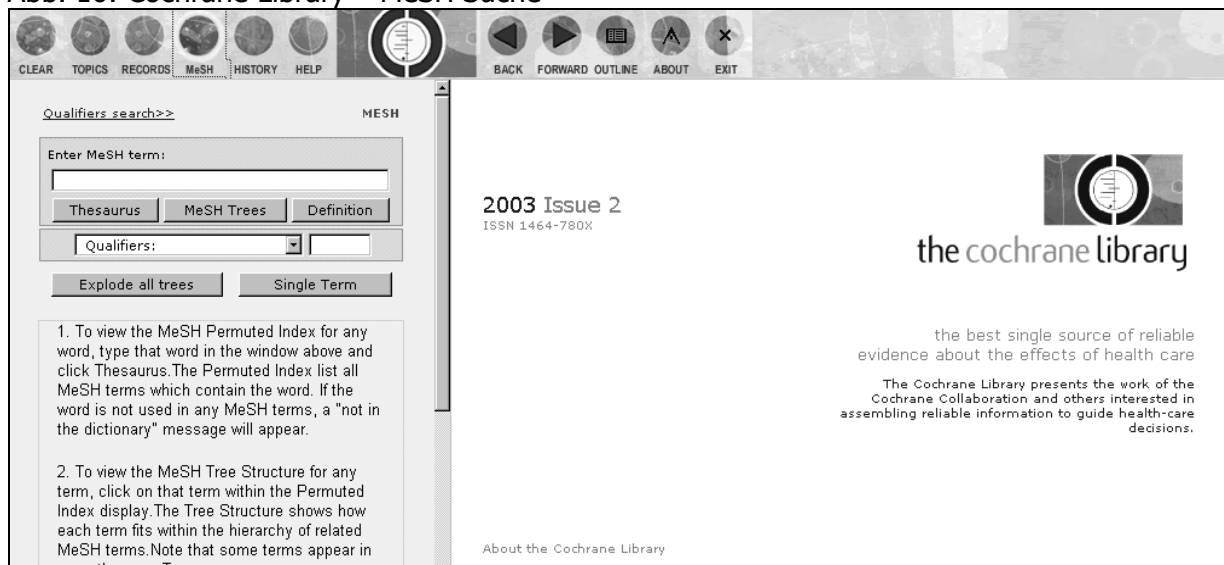 Abb. 10: Cochrane Library - MeSH Suche
CLEAR TOPICS RECORDS MeSH HISTORY HELP BACK FORWARD OUTLINE ABOUT EXIT
Qualifiers search>> MESH
Enter MeSH term:
Thesaurus MeSH Trees Definition
Qualifiers:
Explode all trees Single Term
1. To view the MeSH Permuted Index for any
word, type that word in the window above and
click Thesaurus.The Permuted Index list all
MeSH terms which contain the word. If the
word is not used in any MeSH terms, a "not in
the dictionary" message will appear.
2. To view the MeSH Tree Structure for any
term, click on that term within the Permuted
Index display.The Tree Structure shows how
each term fits within the hierarchy of related
MeSH terms.Note that some terms appear in
2003 Issue 2
ISSN 1464-780X
the cochrane library
the best single source of reliable
evidence about the effects of health care
The Cochrane Library presents the work of the
Cochrane Collaboration and others interested in
assembling reliable information to guide health-care
decisions.
About the Cochrane Library